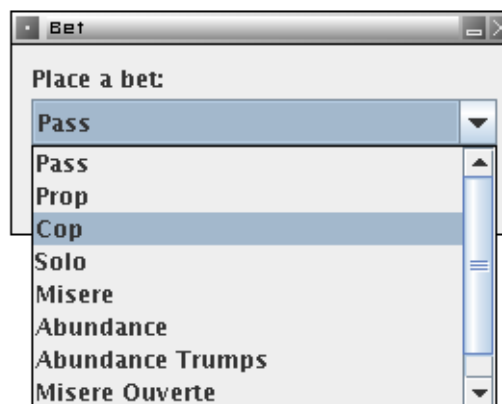 Bet
Place a bet:
Pass
Pass
Prop
Cop
Solo
Misere
Abundance
Abundance Trumps
Misere Ouverte